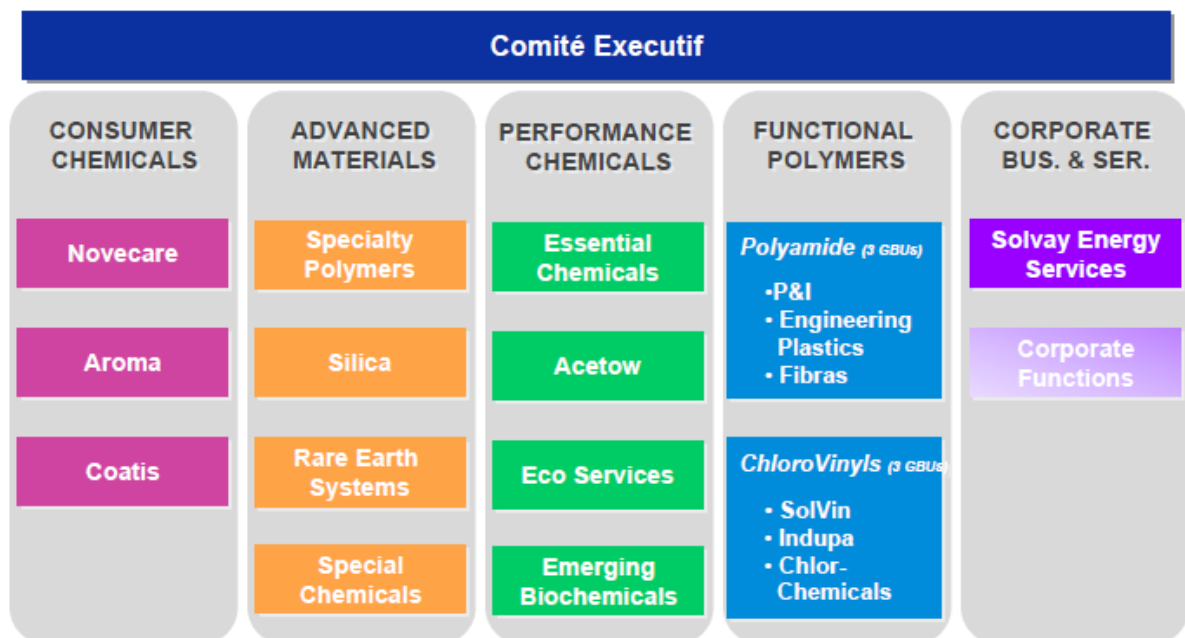 Comité Executif
CONSUMER
CHEMICALS
Novecare
Aroma
Coatis
ADVANCED
MATERIALS
Specialty
Polymers
Silica
Rare Earth
Systems
Special
Chemicals
PERFORMANCE
CHEMICALS
Essential
Chemicals
Acetow
Eco Services
Emerging
Biochemicals
FUNCTIONAL
POLYMERS
Polyamide (3 GBUs)
•P&I
• Engineering
Plastics
• Fibras
ChloroVinyls (3 GBUs)
• SolVin
• Indupa
• Chlor-
Chemicals
CORPORATE
BUS. & SER.
Solvay Energy
Services
Corporate
Functions